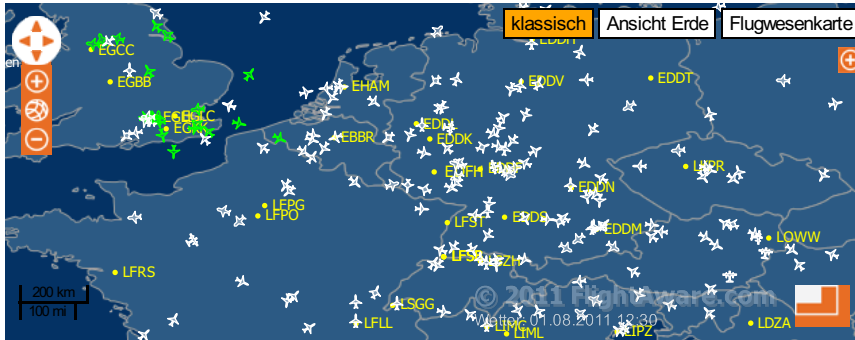 klassisch Ansicht Erde Flugwesenkarte
EGCC
EDDV
EDDT
EGBB
EHAM
EGLC
EBBR
EDDK
LKPR
EDDN
LFPG
LFPO
LFST
EDDS
EDDM
LOWW
LFSB
LFRS
200 km
100 mi
© 2011 FlightAware.com
LSGG
Wetter 01.08.2011 12:30
LFLL
LIMC
LIML
LIPZ
LDZA